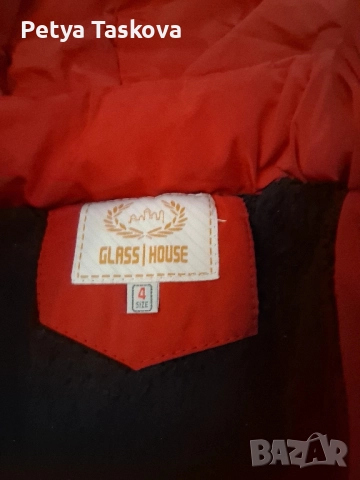 Petya Taskova
GLASS | HOUSE
4
SIZE
BAZAR